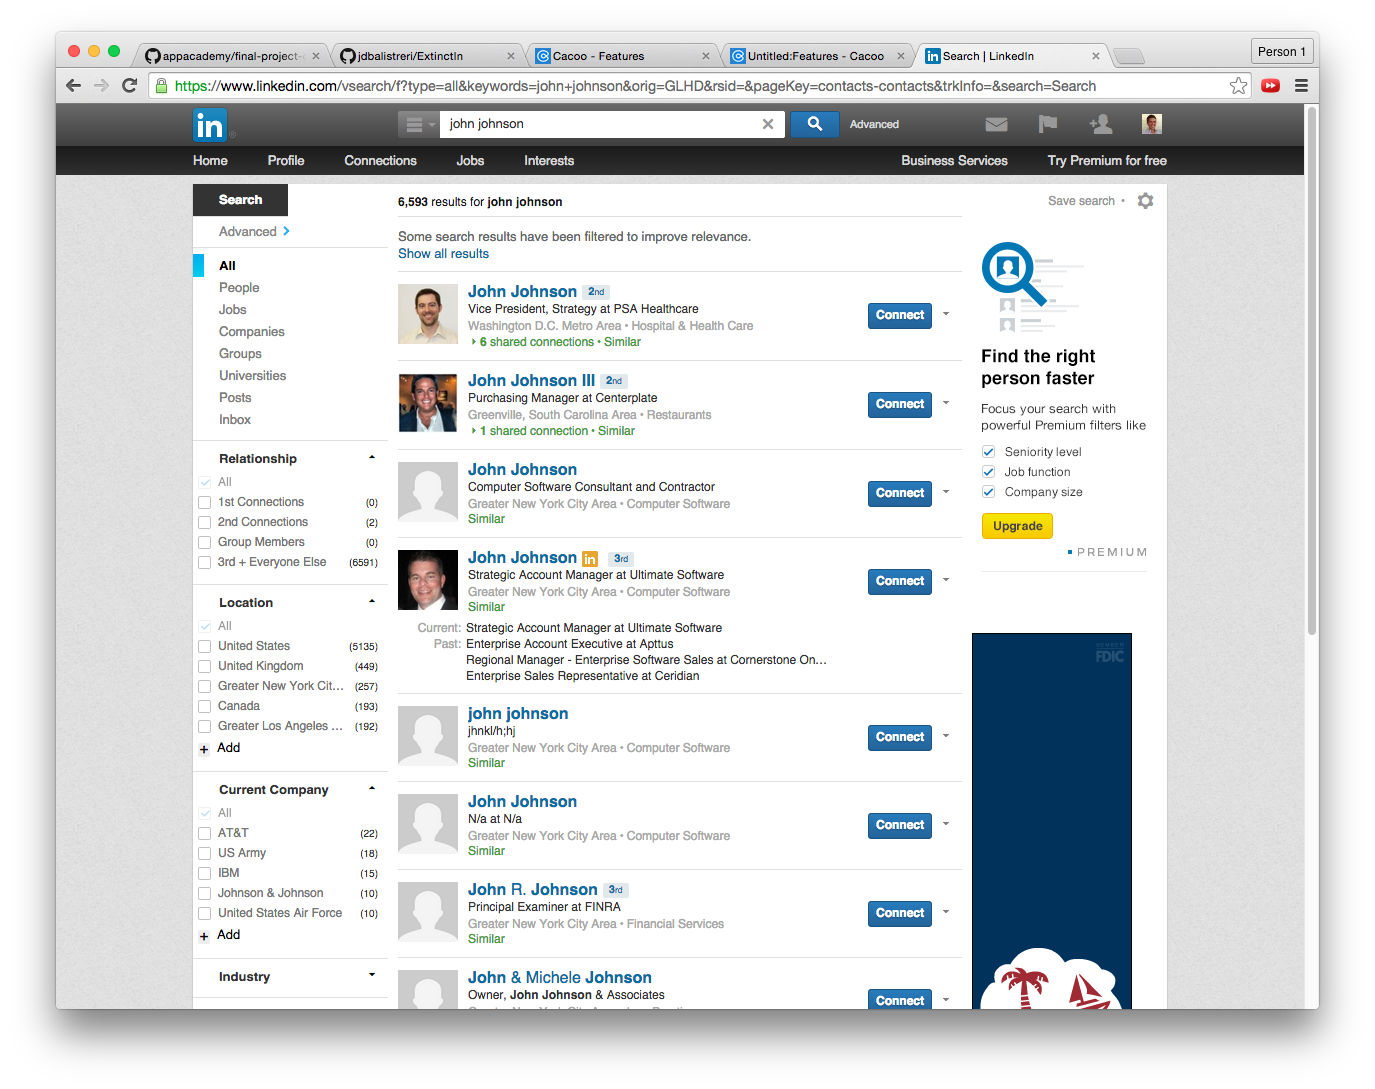 appacademy/final-project-
jdbalistreri/ExtinctIn
Cacoo - Features
Untitled:Features - Cacoo
Search | LinkedIn
Person 1
https://www.linkedin.com/vsearch/f?type=all&keywords=john+johnson&orig=GLHD&rsid=&pageKey=contacts-contacts&trkInfo=&search=Search
in
john johnson
Advanced
Home
Profile
Connections
Jobs
Interests
Business Services
Try Premium for free
Search
Advanced
All
People
Jobs
Companies
Groups
Universities
Posts
Inbox
Relationship
All
1st Connections (0)
2nd Connections (2)
Group Members (0)
3rd + Everyone Else (6591)
Location
All
United States (5135)
United Kingdom (449)
Greater New York Cit... (257)
Canada (193)
Greater Los Angeles ... (192)
+ Add
Current Company
All
AT&T (22)
US Army (18)
IBM (15)
Johnson & Johnson (10)
United States Air Force (10)
+ Add
Industry
6,593 results for john johnson
Some search results have been filtered to improve relevance.
Show all results
John Johnson 2nd
Vice President, Strategy at PSA Healthcare
Washington D.C. Metro Area • Hospital & Health Care
6 shared connections • Similar
Connect
John Johnson III 2nd
Purchasing Manager at Centerplate
Greenville, South Carolina Area • Restaurants
1 shared connection • Similar
Connect
John Johnson
Computer Software Consultant and Contractor
Greater New York City Area • Computer Software
Similar
Connect
John Johnson in 3rd
Strategic Account Manager at Ultimate Software
Greater New York City Area • Computer Software
Similar
Connect
Current: Strategic Account Manager at Ultimate Software
Past: Enterprise Account Executive at Apttus
Regional Manager - Enterprise Software Sales at Cornerstone On...
Enterprise Sales Representative at Ceridian
john johnson
jhnkl/h;hj
Greater New York City Area • Computer Software
Similar
Connect
John Johnson
N/a at N/a
Greater New York City Area • Computer Software
Similar
Connect
John R. Johnson 3rd
Principal Examiner at FINRA
Greater New York City Area • Financial Services
Similar
Connect
John & Michele Johnson
Owner, John Johnson & Associates
Connect
Save search •
Find the right
person faster
Focus your search with
powerful Premium filters like
Seniority level
Job function
Company size
Upgrade
PREMIUM
MEMBER
FDIC